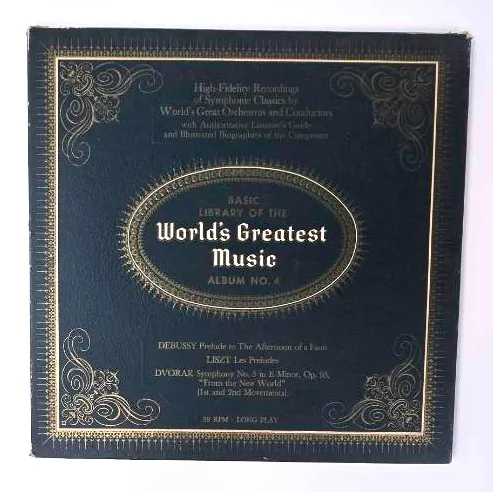 High-Fidelity Recordings
of Symphonic Classics by
World's Great Orchestras and Conductors
with Authoritative Listener's Guide
and Illustrated Biographies of the Composer
BASIC
LIBRARY OF THE
World's Greatest
Music
ALBUM NO. 4
DEBUSSY Prelude to The Afternoon of a Faun
LISZT Les Preludes
DVORAK Symphony No. 5 in E Minor, Op. 95,
"From the New World"
(1st and 2nd Movements)
RPM · LONG PLAY